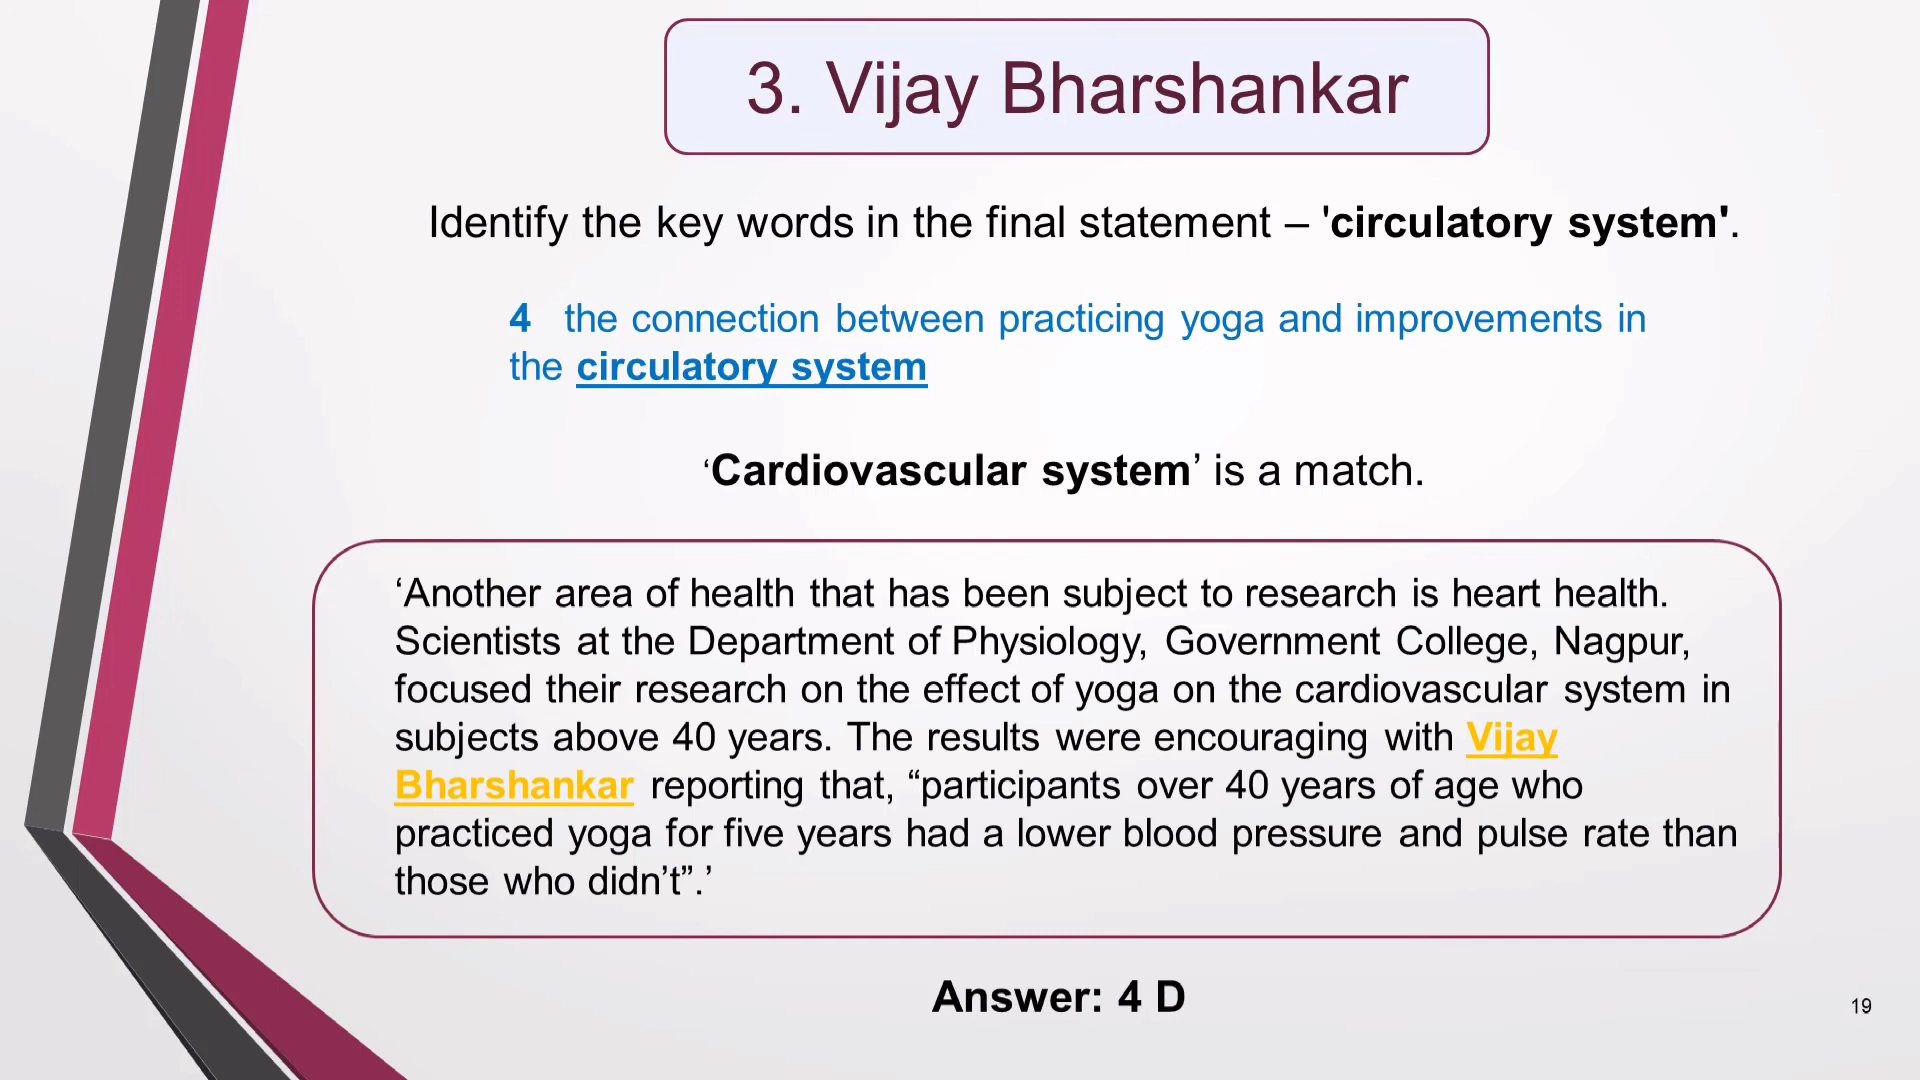 3. Vijay Bharshankar
Identify the key words in the final statement – 'circulatory system'.
4 the connection between practicing yoga and improvements in
the circulatory system
‘Cardiovascular system’ is a match.
‘Another area of health that has been subject to research is heart health.
Scientists at the Department of Physiology, Government College, Nagpur,
focused their research on the effect of yoga on the cardiovascular system in
subjects above 40 years. The results were encouraging with Vijay
Bharshankar reporting that, “participants over 40 years of age who
practiced yoga for five years had a lower blood pressure and pulse rate than
those who didn’t”.’
Answer: 4 D
19